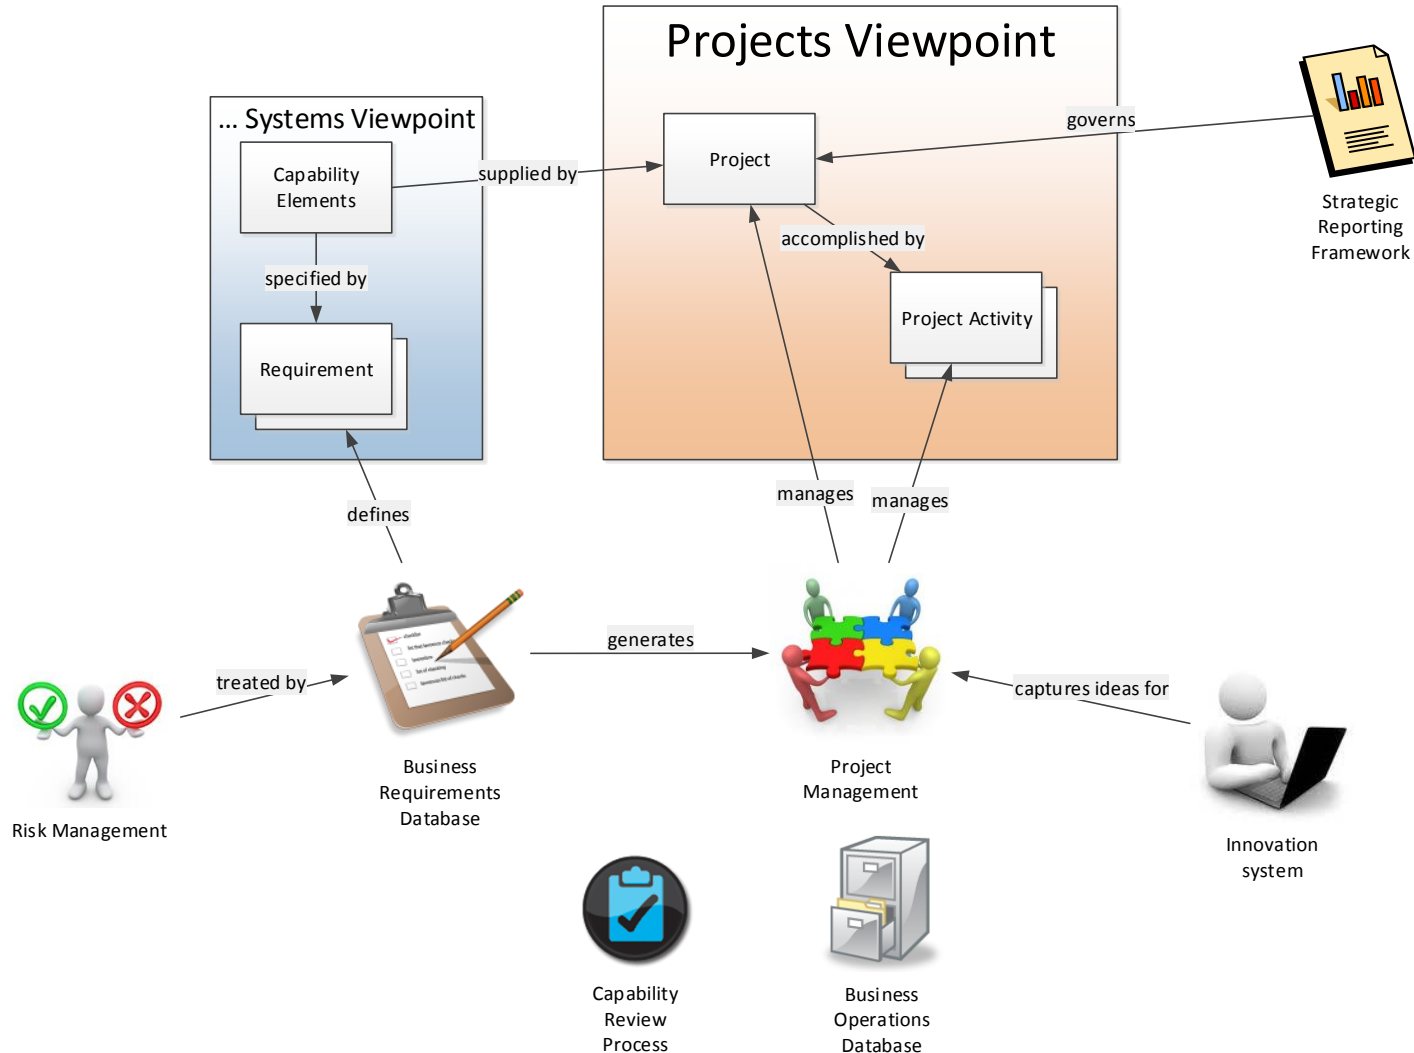 Projects Viewpoint
... Systems Viewpoint
Capability
Elements
supplied by
Project
governs
Strategic
Reporting
Framework
specified by
accomplished by
Requirement
Project Activity
defines
manages
manages
generates
treated by
captures ideas for
Risk Management
Business
Requirements
Database
Project
Management
Innovation
system
Capability
Review
Process
Business
Operations
Database